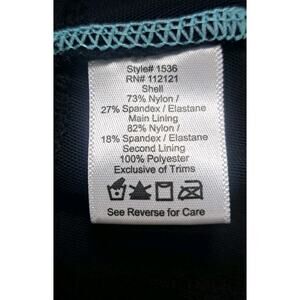 Style# 1536
RN# 112121
Shell
73% Nylon /
27% Spandex / Elastane
Main Lining
82% Nylon /
18% Spandex / Elastane
Second Lining
100% Polyester
Exclusive of Trims
See Reverse for Care